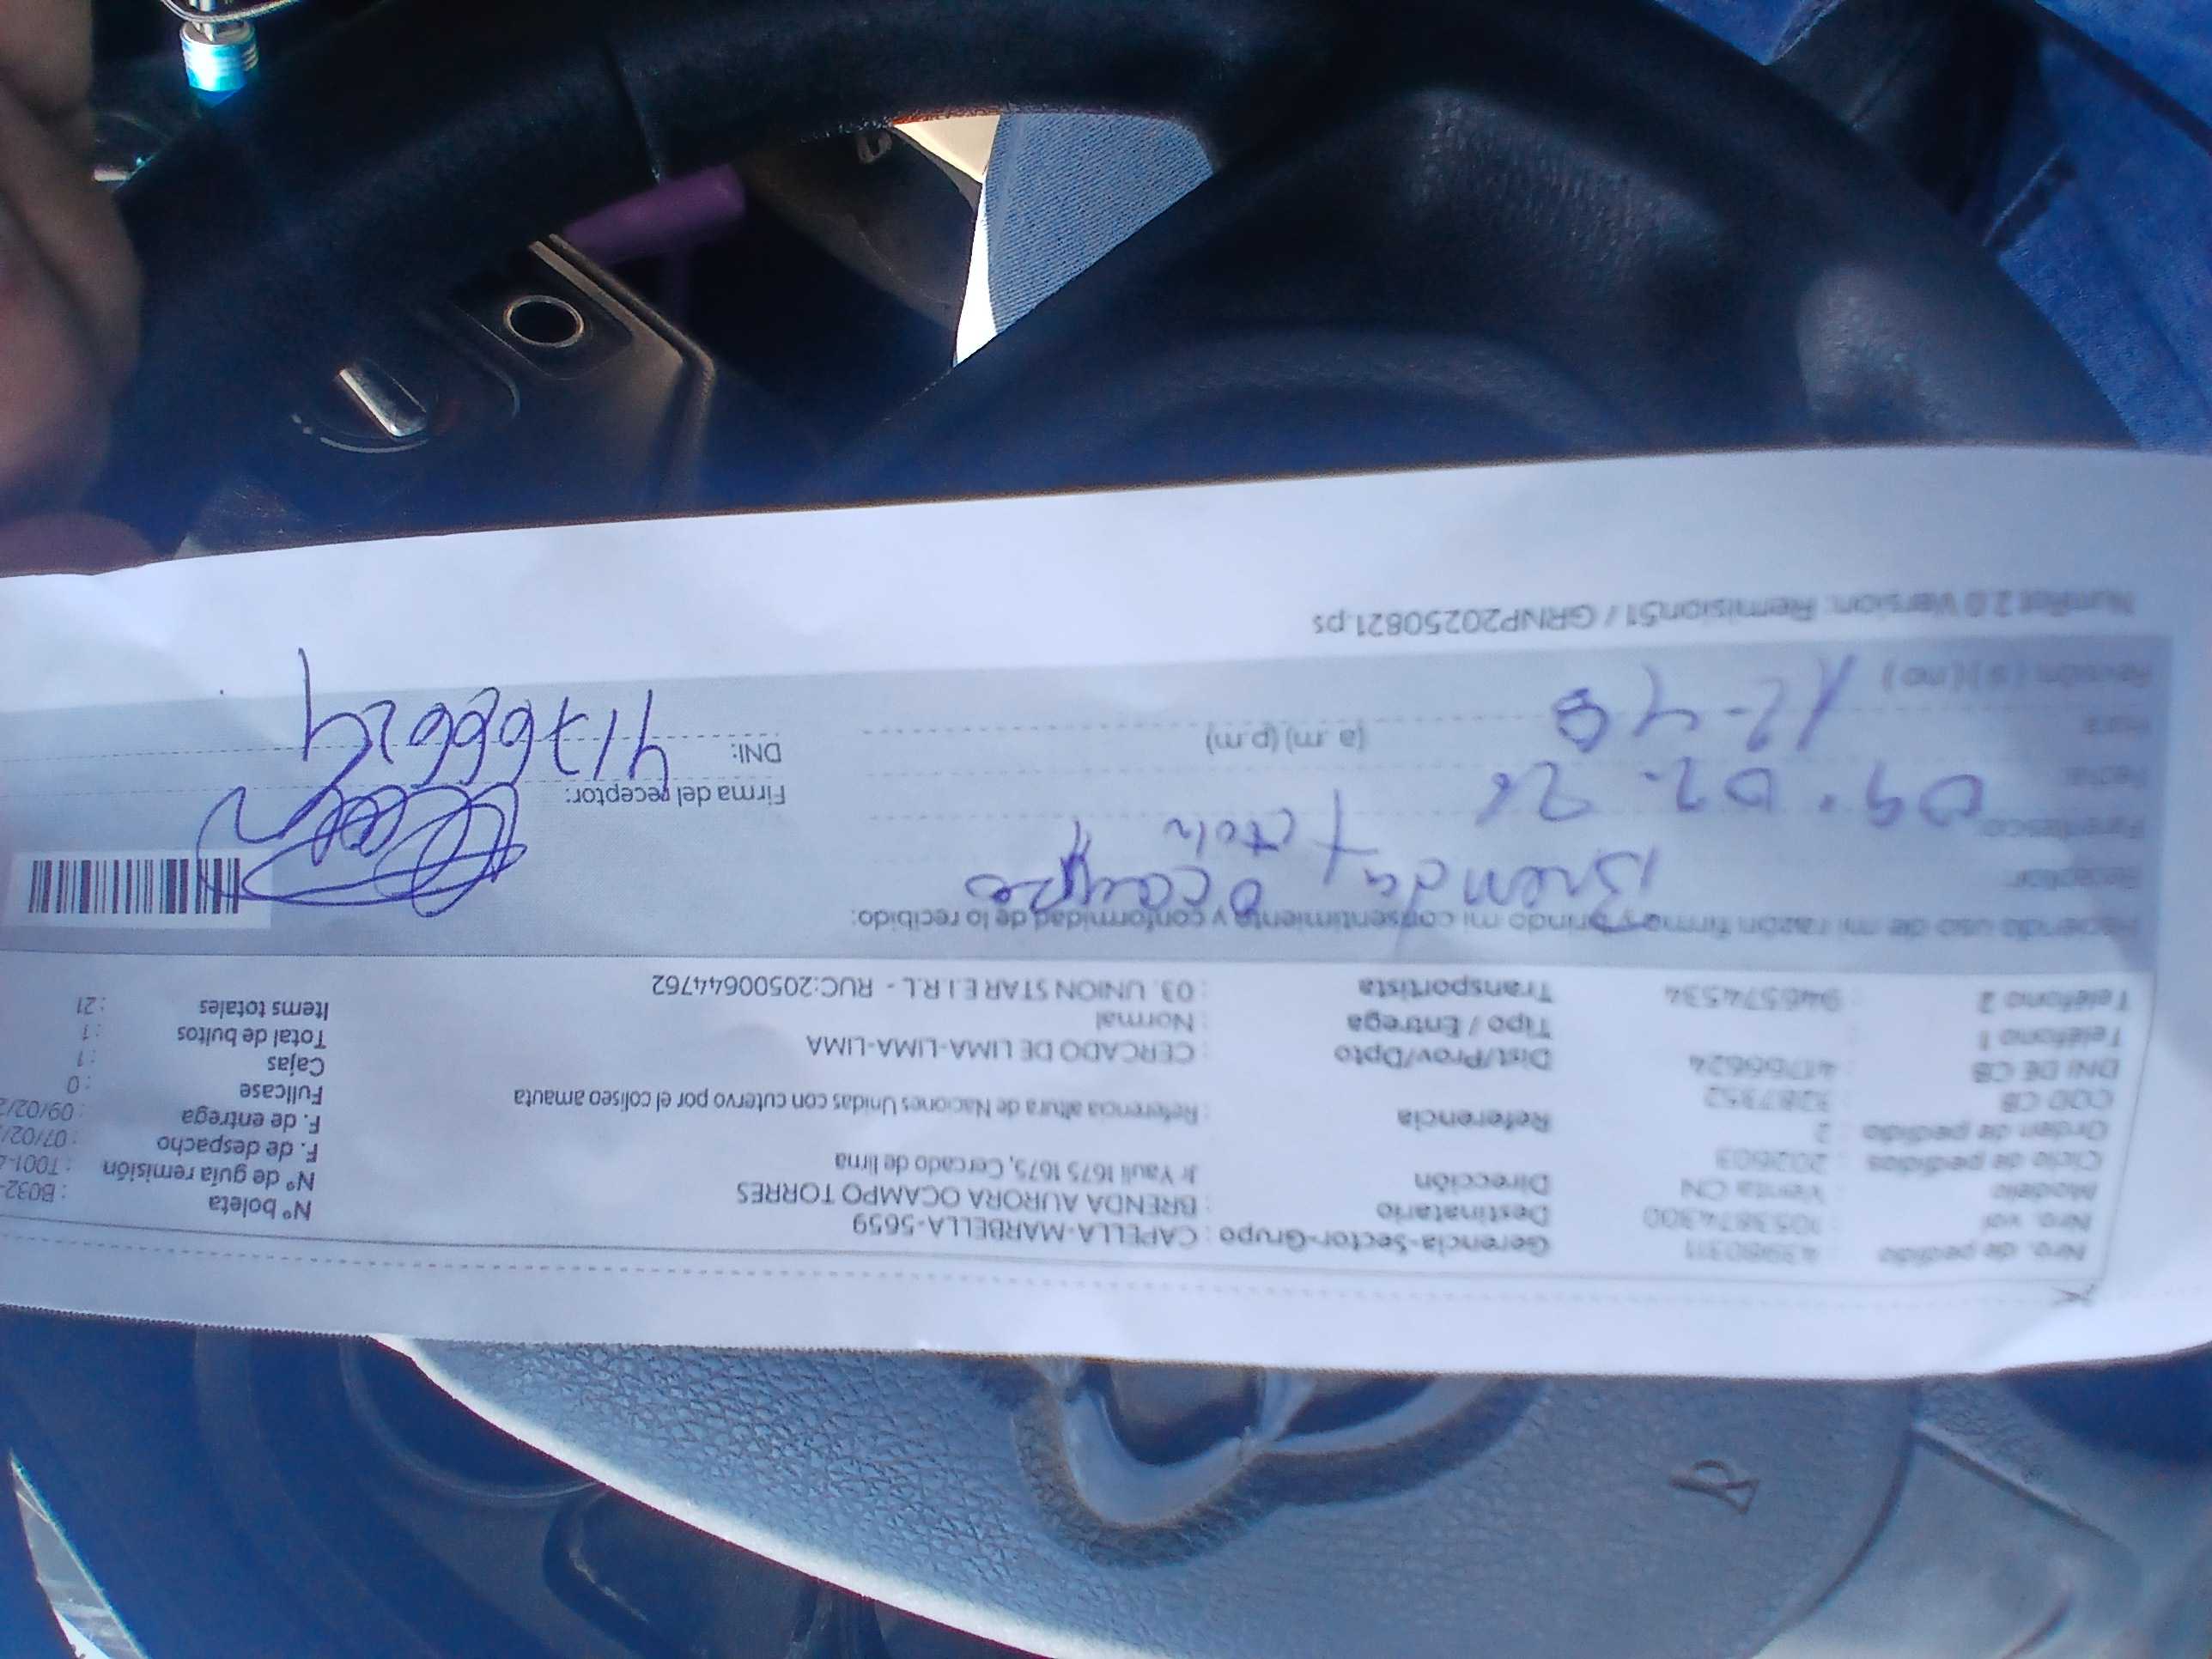 Nro. de pedido : 43980311
Nro. vol : 1053874300
Modelo : Venta CN
Ciclo de pedidos : 202603
Orden de pedido : 2
COD CB : 3287352
DNI DE CB : 41766624
Teléfono 1 :
Teléfono 2 : 946574534
Gerencia-Sector-Grupo : CAPELLA-MARBELLA-5659
Destinatario : BRENDA AURORA OCAMPO TORRES
Dirección Jr Yauli 1675 1675, Cercado de lima
Referencia : Referencia altura de Naciones Unidas con cutervo por el coliseo amauta
Dist/Prov/Dpto : CERCADO DE LIMA-LIMA-LIMA
Tipo / Entrega : Normal
Transportista : 03. UNION STAR E.I.R.L - RUC:20500644762
N° boleta : B032-
N° de guía remisión : T001-
F. de despacho : 07/02/
F. de entrega : 09/02/
Fullcase : 0
Cajas : 1
Total de bultos : 1
Items totales : 21
Haciendo uso de mi razón firmo y brindo mi consentimiento y conformidad de lo recibido:
Receptor: Brenda Ocampo
Parentesco: titular
Fecha: 09.02.26
Hora: 12-40 (a .m) (p.m)
Revisión ( si ) ( no )
Firma del receptor:
DNI: 41766624
NumRot 2.0 Version: Remision51 / GRNP20250821.ps